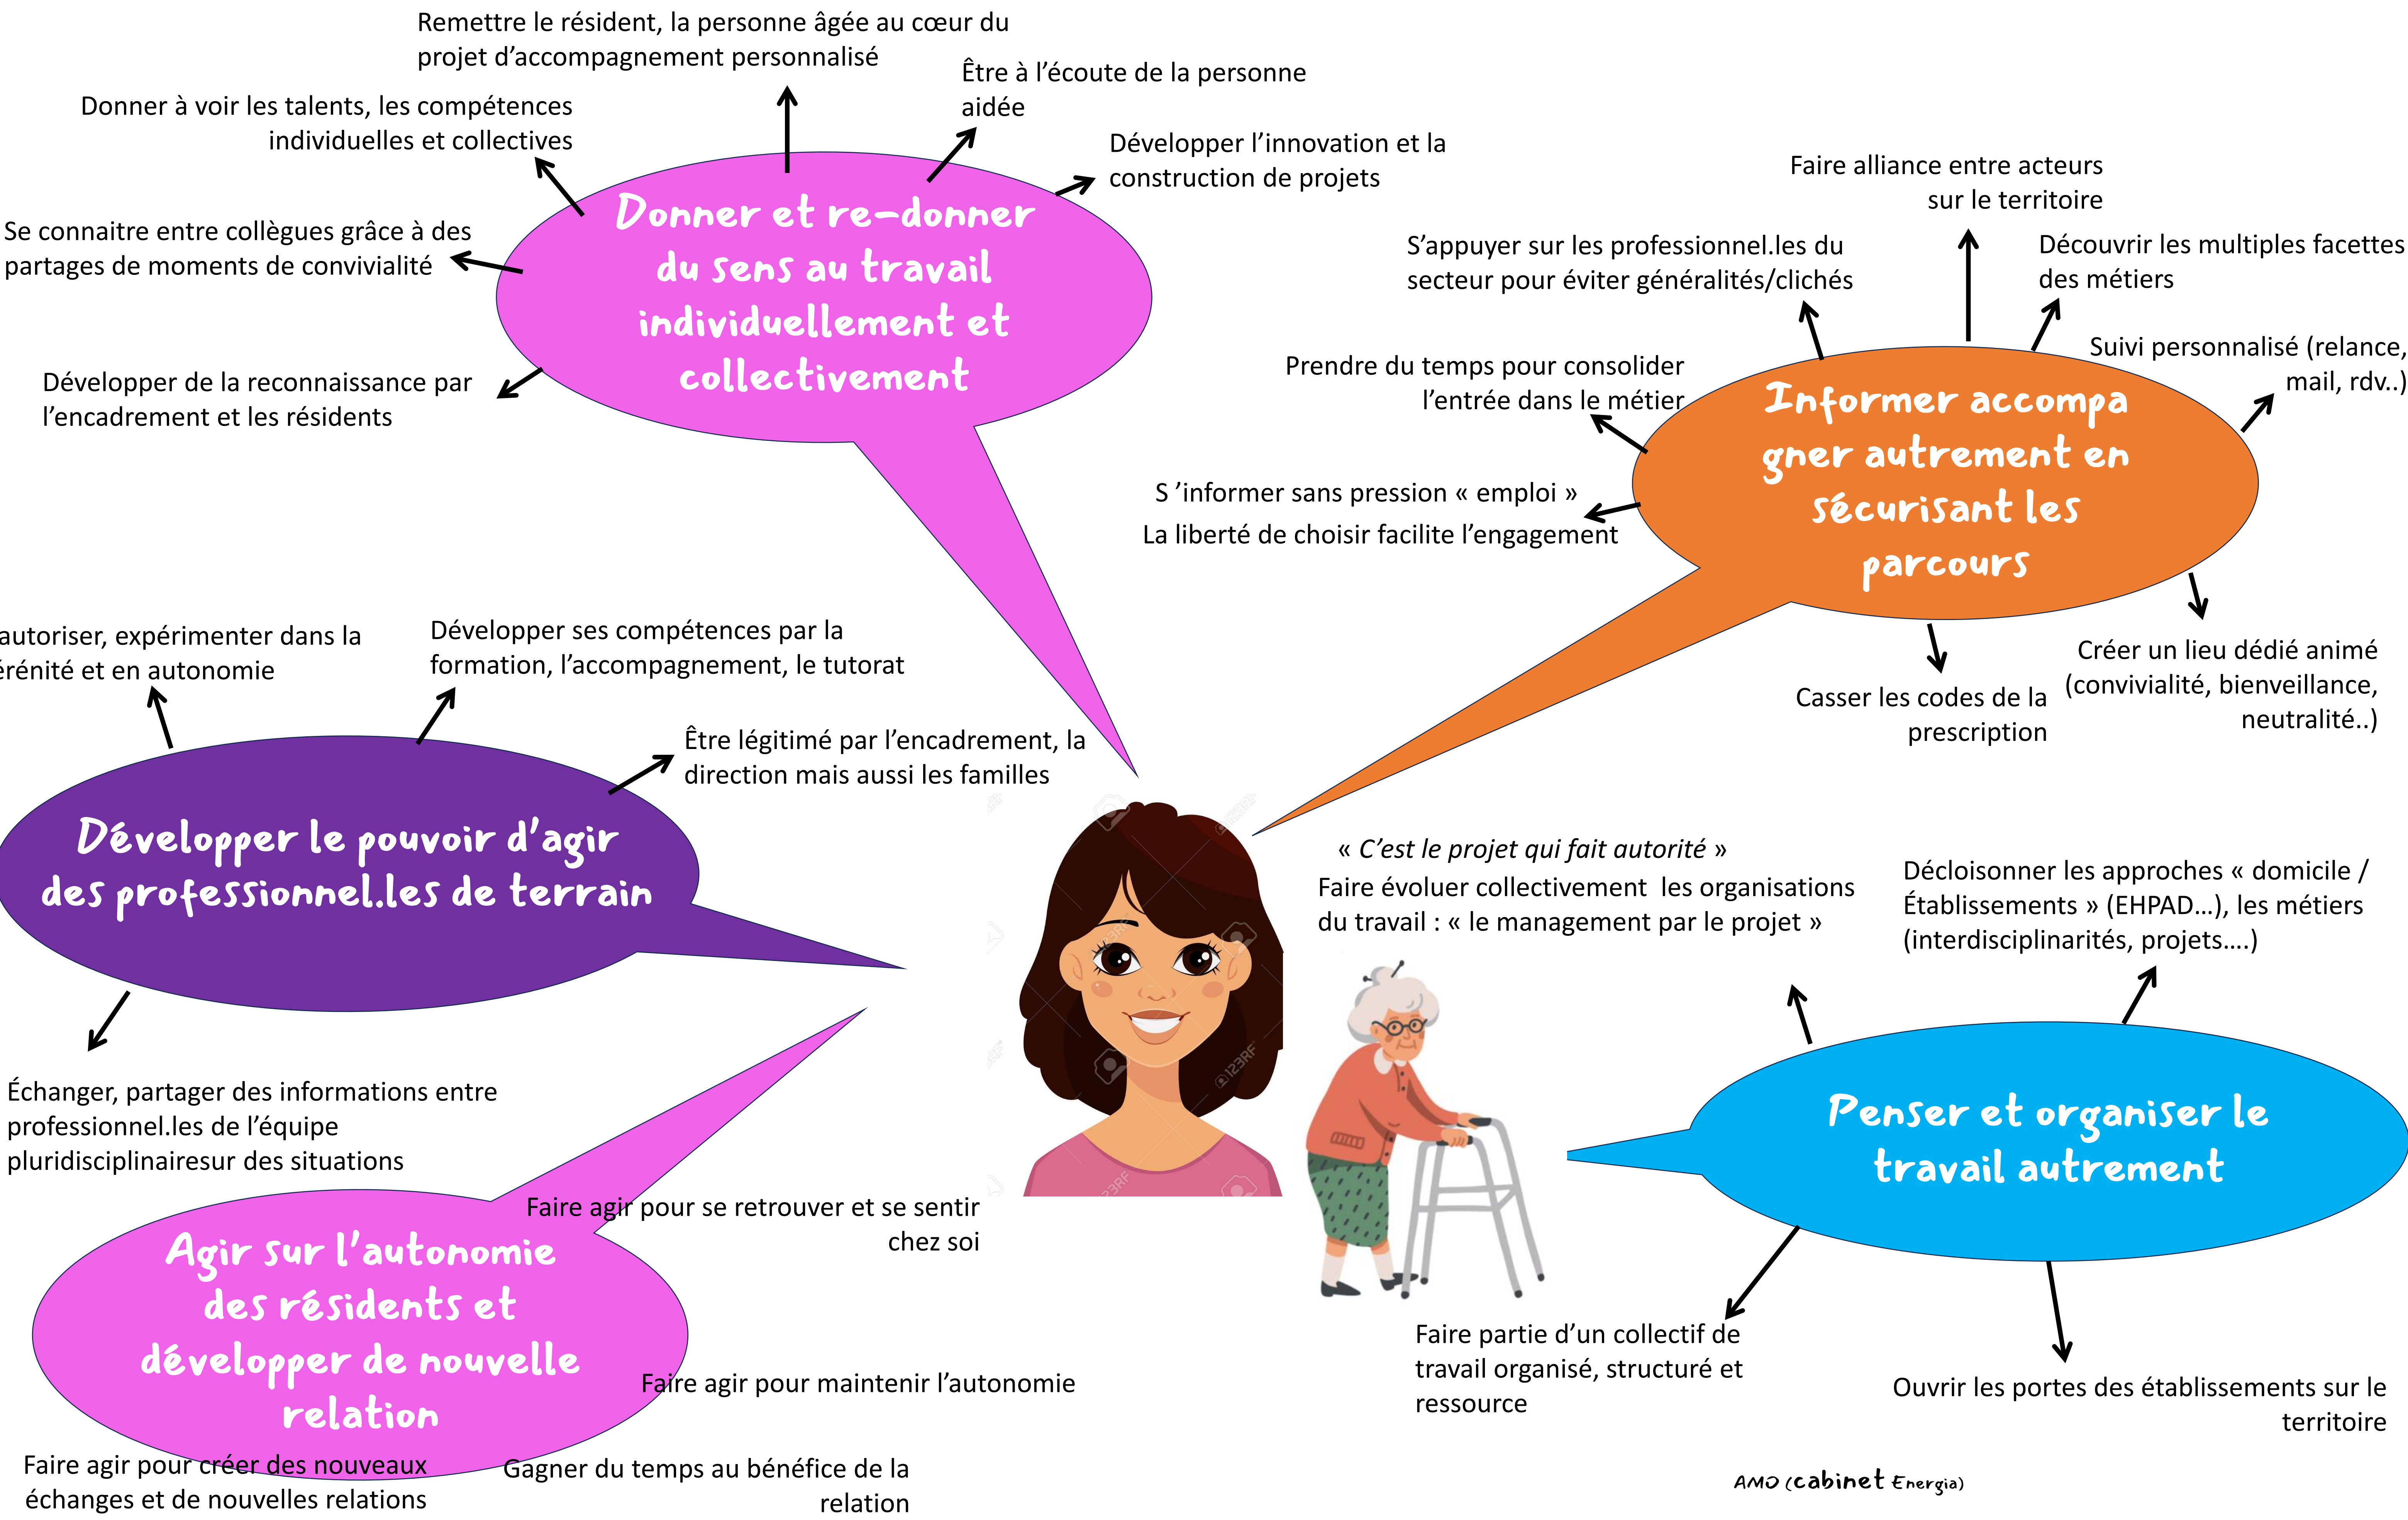 Remettre le résident, la personne âgée au cœur du
projet d’accompagnement personnalisé
Être à l’écoute de la personne
aidée
Donner à voir les talents, les compétences
individuelles et collectives
Développer l’innovation et la
construction de projets
Se connaitre entre collègues grâce à des
partages de moments de convivialité
Développer de la reconnaissance par
l’encadrement et les résidents
Donner et re-donner
du sens au travail
individuellement et
collectivement
Faire alliance entre acteurs
sur le territoire
S’appuyer sur les professionnel.les du
secteur pour éviter généralités/clichés
Découvrir les multiples facettes
des métiers
Suivi personnalisé (relance,
mail, rdv..)
Prendre du temps pour consolider
l’entrée dans le métier
S ’informer sans pression « emploi »
La liberté de choisir facilite l’engagement
Informer accompa
gner autrement en
sécurisant les
parcours
Créer un lieu dédié animé
(convivialité, bienveillance,
neutralité..)
Casser les codes de la
prescription
autoriser, expérimenter dans la
érénité et en autonomie
Développer ses compétences par la
formation, l’accompagnement, le tutorat
Être légitimé par l’encadrement, la
direction mais aussi les familles
Développer le pouvoir d’agir
des professionnel.les de terrain
Échanger, partager des informations entre
professionnel.les de l’équipe
pluridisciplinairesur des situations
« C’est le projet qui fait autorité »
Faire évoluer collectivement les organisations
du travail : « le management par le projet »
Décloisonner les approches « domicile /
Établissements » (EHPAD…), les métiers
(interdisciplinarités, projets….)
Penser et organiser le
travail autrement
Faire partie d’un collectif de
travail organisé, structuré et
ressource
Ouvrir les portes des établissements sur le
territoire
Faire agir pour se retrouver et se sentir
chez soi
Agir sur l’autonomie
des résidents et
développer de nouvelle
relation
Faire agir pour maintenir l’autonomie
Faire agir pour créer des nouveaux
échanges et de nouvelles relations
Gagner du temps au bénéfice de la
relation
AMO (cabinet Energia)
123RF
123RF
123RF
123RF
123RF
123RF